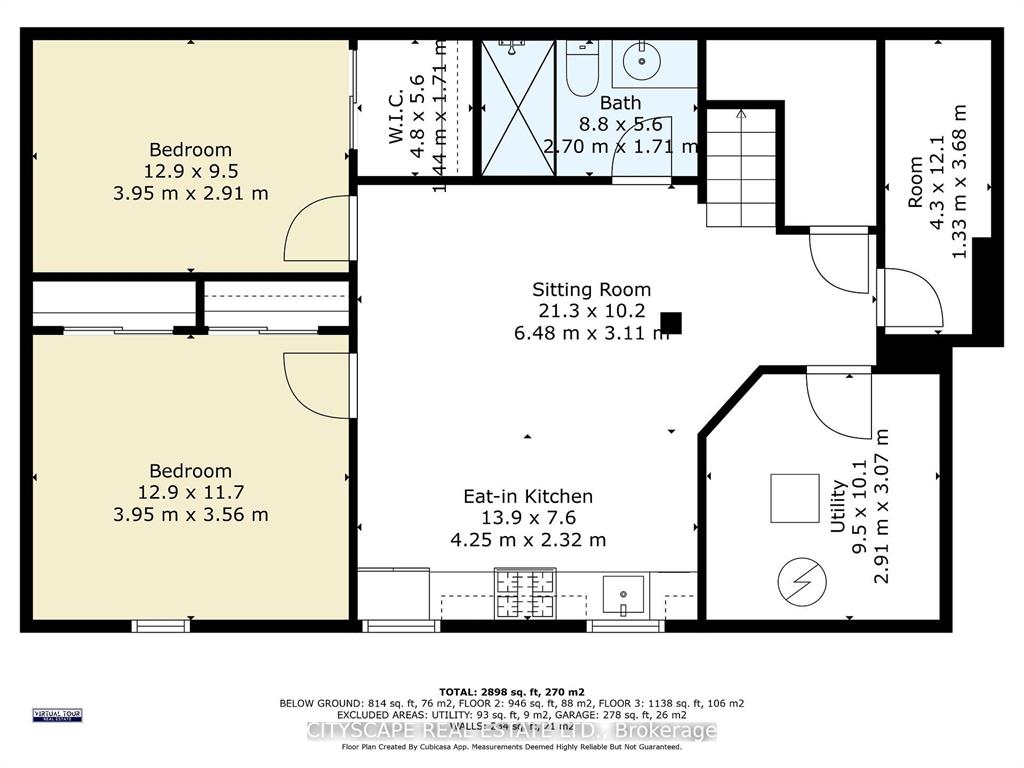 Bedroom
12.9 x 9.5
3.95 m x 2.91 m
W.I.C.
4.8 x 5.6
1.44 m x 1.71 m
Bath
8.8 x 5.6
2.70 m x 1.71 m
Room
4.3 x 12.1
1.33 m x 3.68 m
Sitting Room
21.3 x 10.2
6.48 m x 3.11 m
Bedroom
12.9 x 11.7
3.95 m x 3.56 m
Eat-in Kitchen
13.9 x 7.6
4.25 m x 2.32 m
Utility
9.5 x 10.1
2.91 m x 3.07 m
TOTAL: 2898 sq. ft, 270 m2
BELOW GROUND: 814 sq. ft, 76 m2, FLOOR 2: 946 sq. ft, 88 m2, FLOOR 3: 1138 sq. ft, 106 m2
EXCLUDED AREAS: UTILITY: 93 sq. ft, 9 m2, GARAGE: 278 sq. ft, 26 m2
WALLS: sq. ft, 21 m2
CITYSCAPE REAL ESTATE LTD., Brokerage
Floor Plan Created By Cubicasa App. Measurements Deemed Highly Reliable But Not Guaranteed.
VIRTUAL TOUR
REAL ESTATE